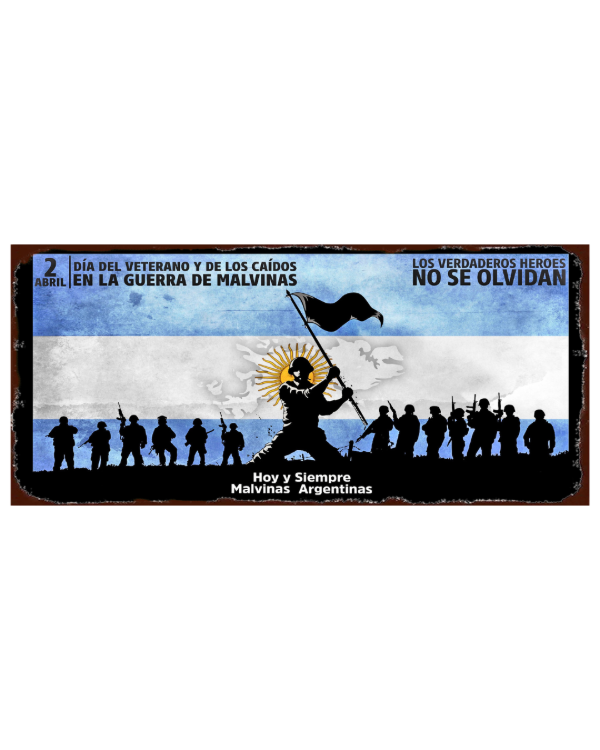 2
ABRIL
DÍA DEL VETERANO Y DE LOS CAÍDOS
EN LA GUERRA DE MALVINAS
LOS VERDADEROS HEROES
NO SE OLVIDAN
Hoy y Siempre
Malvinas Argentinas